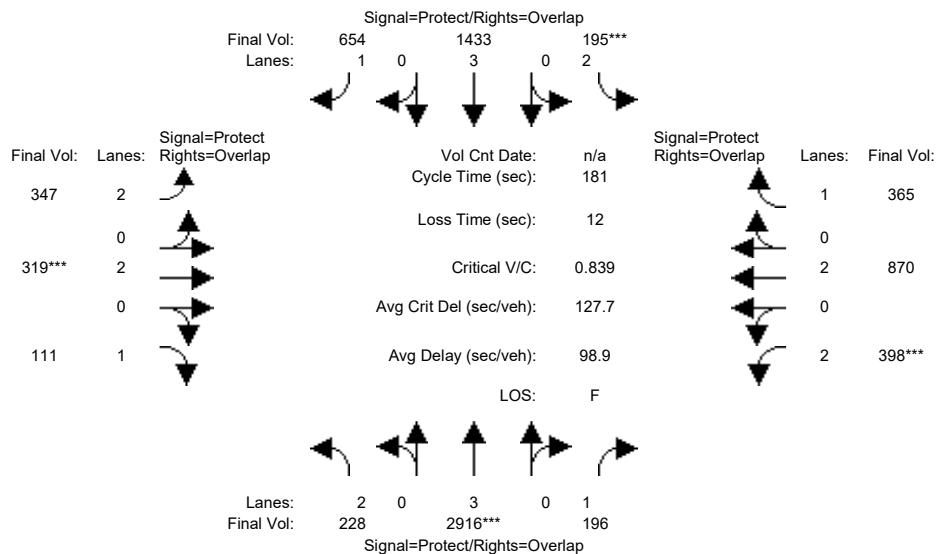 Signal=Protect/Rights=Overlap
Final Vol: 654 1433 195***
Lanes: 1 0 3 0 2
Signal=Protect Signal=Protect
Final Vol: Lanes: Rights=Overlap Vol Cnt Date: n/a Rights=Overlap Lanes: Final Vol:
Cycle Time (sec): 181
347 2 1 365
Loss Time (sec): 12
0 0
319*** 2 Critical V/C: 0.839 2 870
0 Avg Crit Del (sec/veh): 127.7 0
111 1 Avg Delay (sec/veh): 98.9 2 398***
LOS: F
Lanes: 2 0 3 0 1
Final Vol: 228 2916*** 196
Signal=Protect/Rights=Overlap